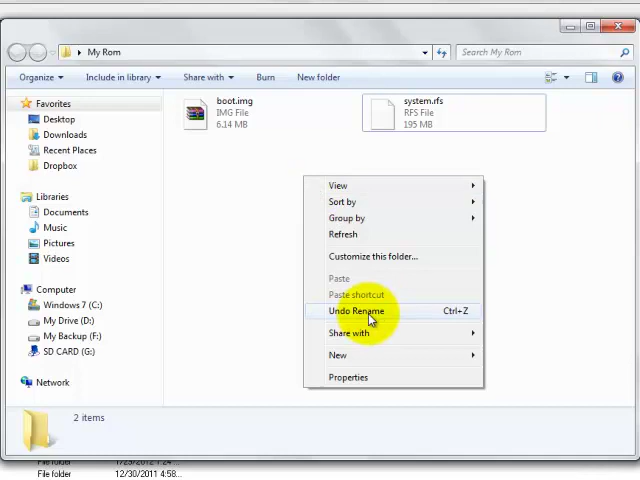 My Rom
Search My Rom
Organize
Include in library
Share with
Burn
New folder
Favorites
Desktop
Downloads
Recent Places
Dropbox
Libraries
Documents
Music
Pictures
Videos
Computer
Windows 7 (C:)
My Drive (D:)
My Backup (F:)
SD CARD (G:)
Network
boot.img
IMG File
6.14 MB
system.rfs
RFS File
195 MB
View
Sort by
Group by
Refresh
Customize this folder...
Paste
Paste shortcut
Undo Rename Ctrl+Z
Share with
New
Properties
2 items
File folder
File folder 12/30/2011 4:58...